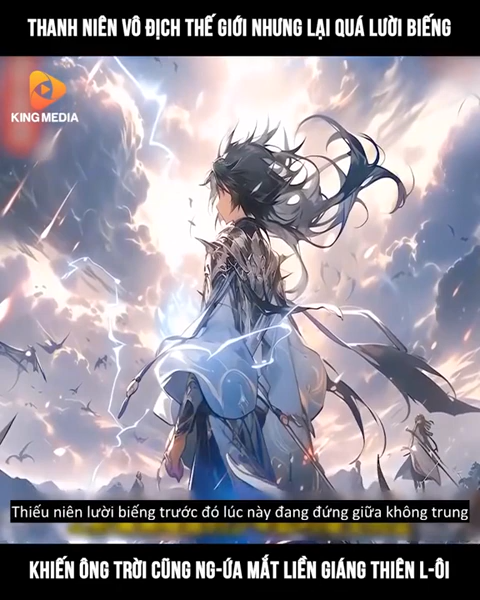 THANH NIÊN VÔ ĐỊCH THẾ GIỚI NHƯNG LẠI QUÁ LƯỜI BIẾNG
KING MEDIA
Thiếu niên lười biếng trước đó lúc này đang đứng giữa không trung
KHIẾN ÔNG TRỜI CŨNG NG-ỨA MẮT LIỀN GIÁNG THIÊN L-ÔI